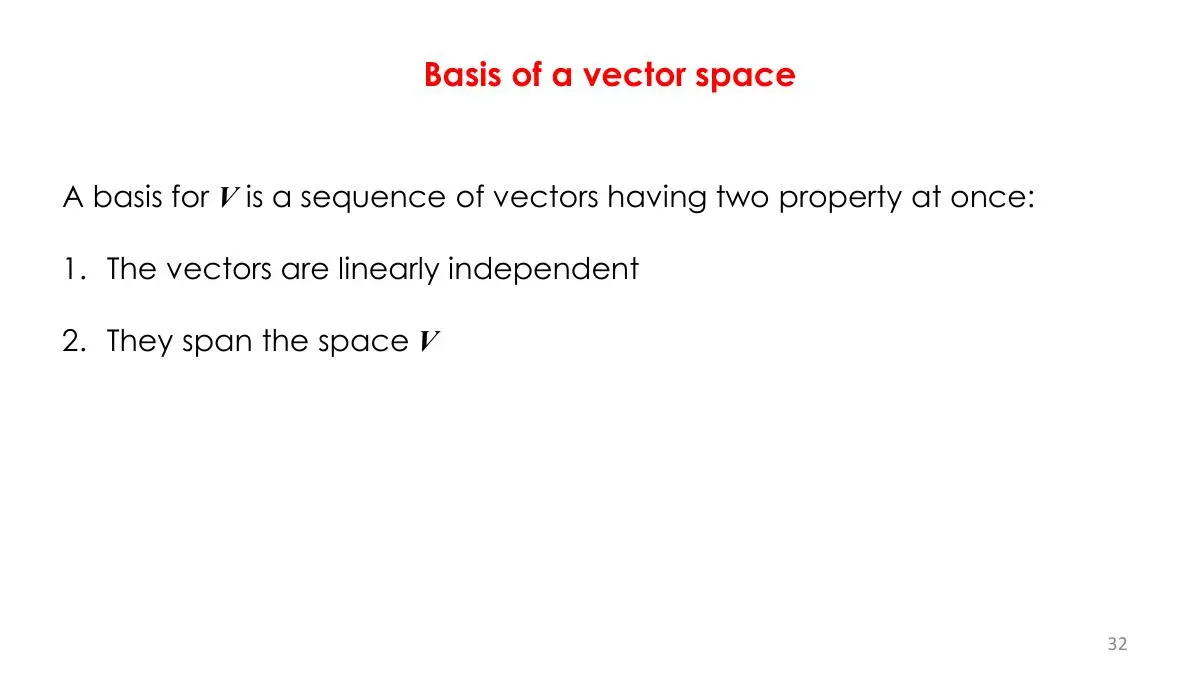 Basis of a vector space
A basis for V is a sequence of vectors having two property at once:
1. The vectors are linearly independent
2. They span the space V
32